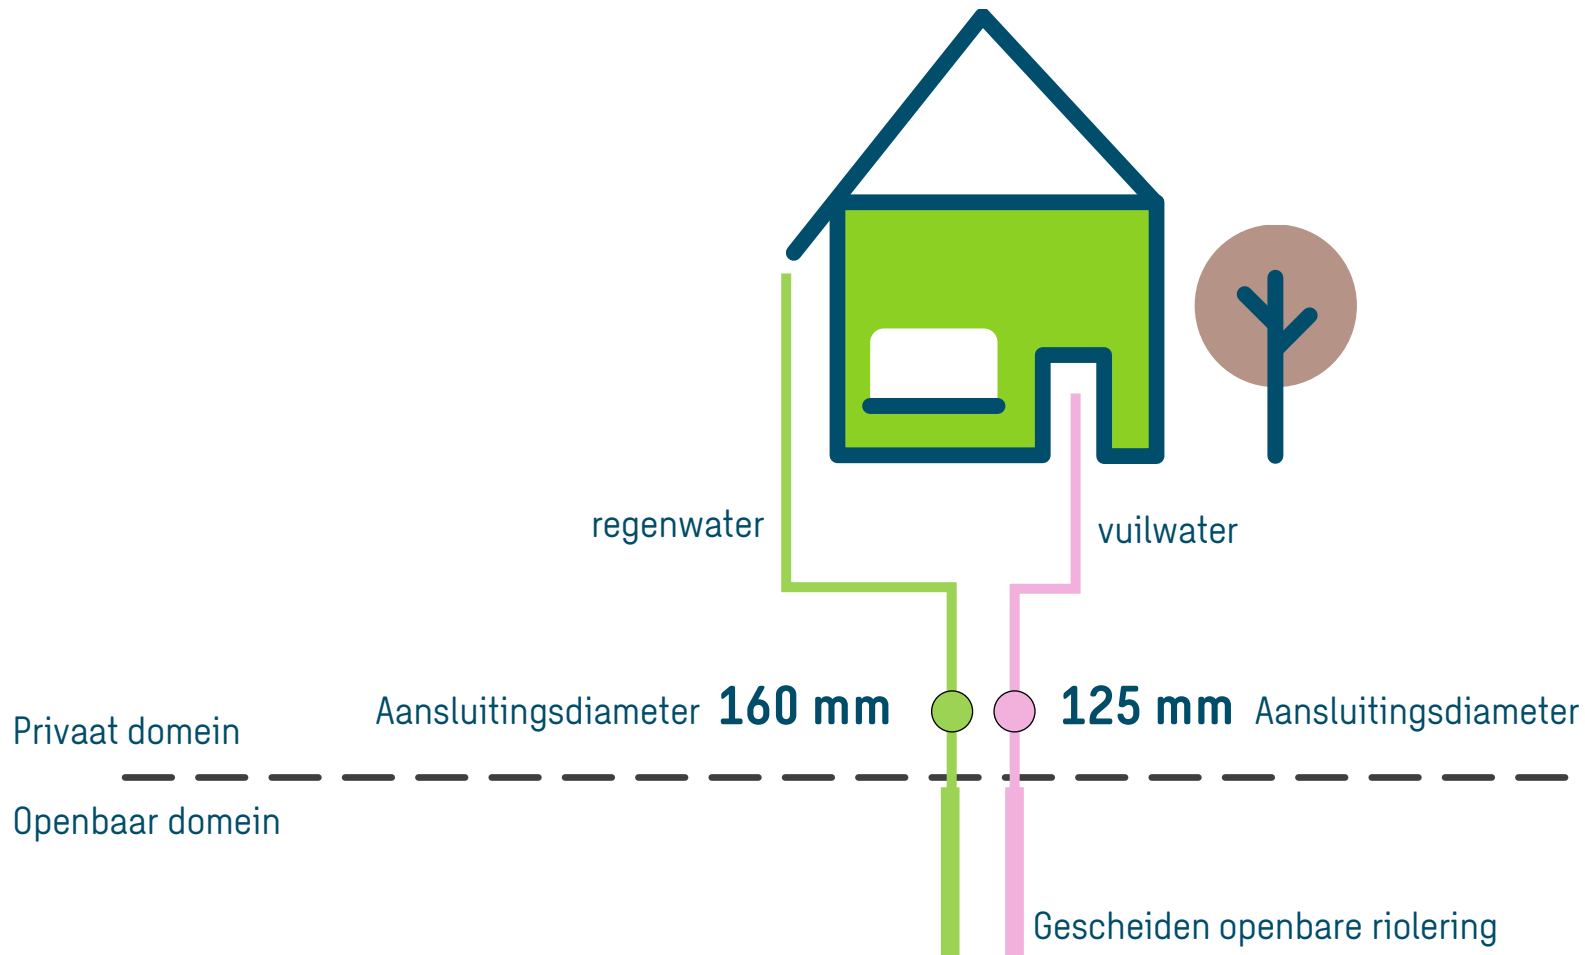 regenwater
vuilwater
Aansluitingsdiameter 160 mm
125 mm Aansluitingsdiameter
Privaat domein
Openbaar domein
Gescheiden openbare riolering